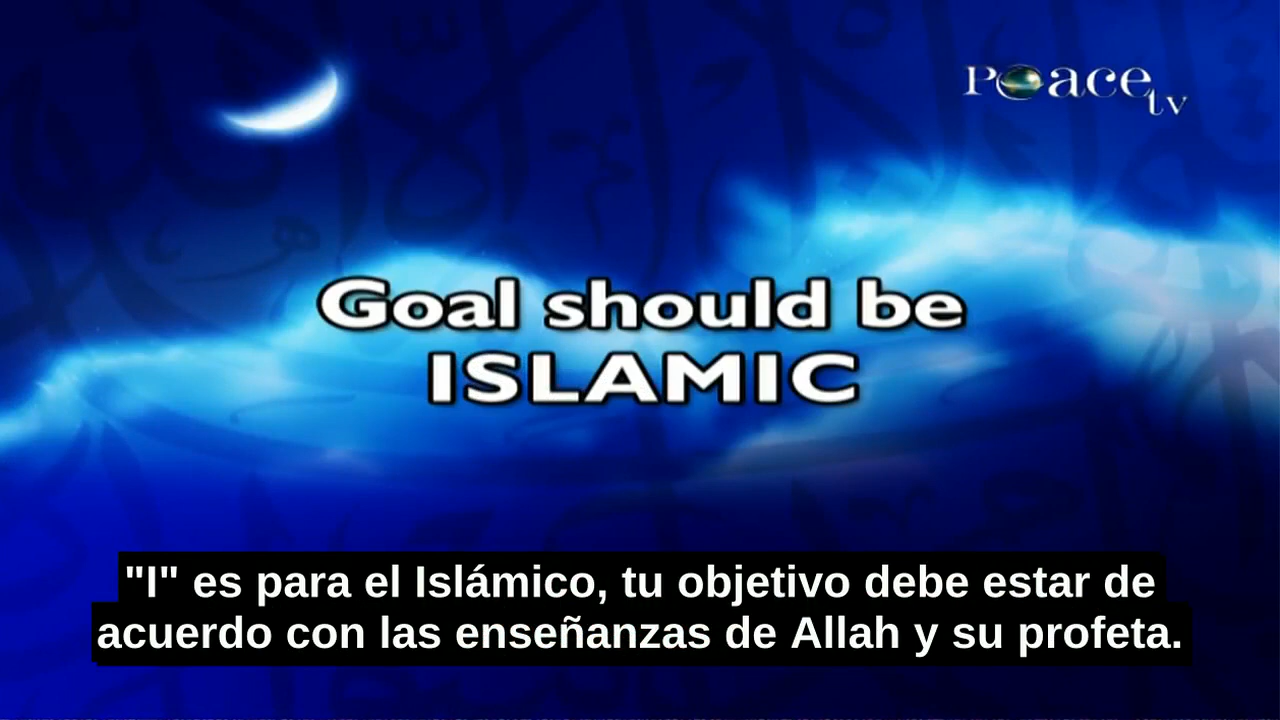 Peace tv
Goal should be
ISLAMIC
"I" es para el Islámico, tu objetivo debe estar de
acuerdo con las enseñanzas de Allah y su profeta.